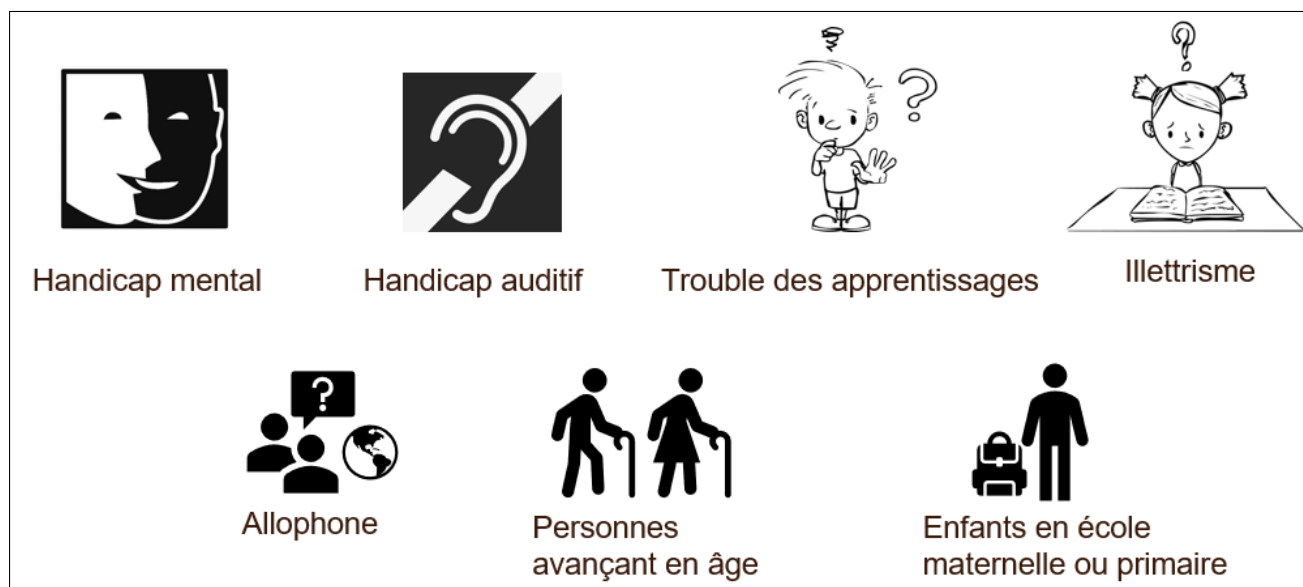 Handicap mental
Handicap auditif
Trouble des apprentissages
Illettrisme
Allophone
Personnes
avançant en âge
Enfants en école
maternelle ou primaire